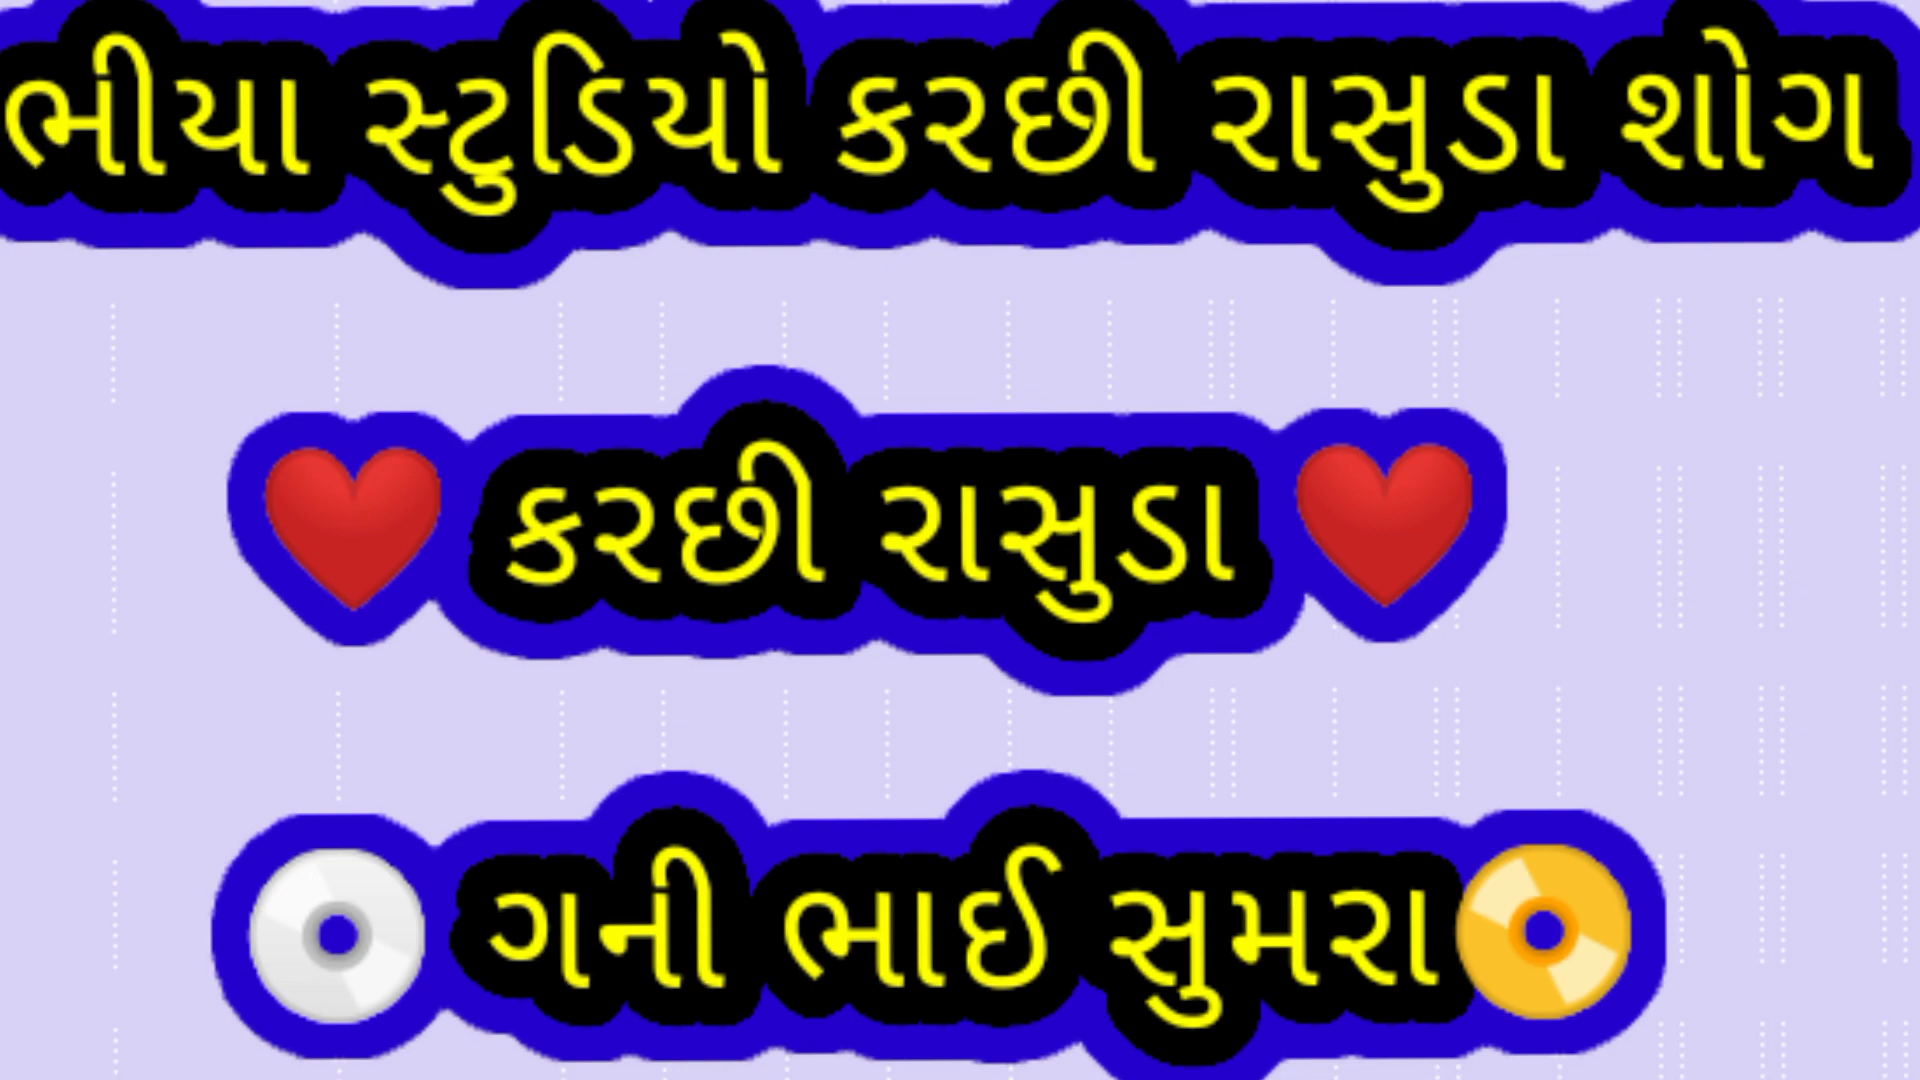 ભીયા સ્ટુડિયો કરછી રાસુડા શોગ
❤️ કરછી રાસુડા ❤️
💿 ગની ભાઈ સુમરા📀